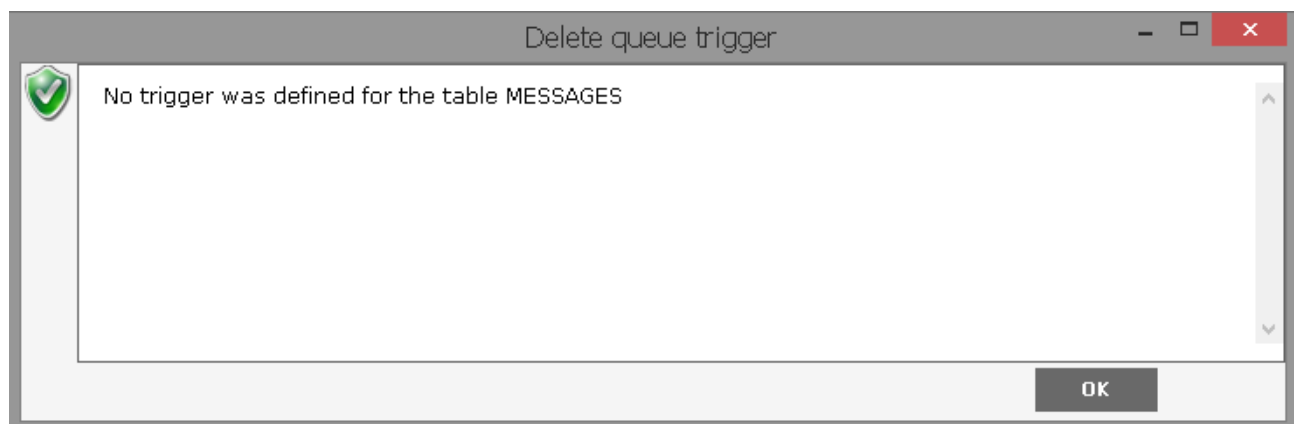 Delete queue trigger
No trigger was defined for the table MESSAGES
OK